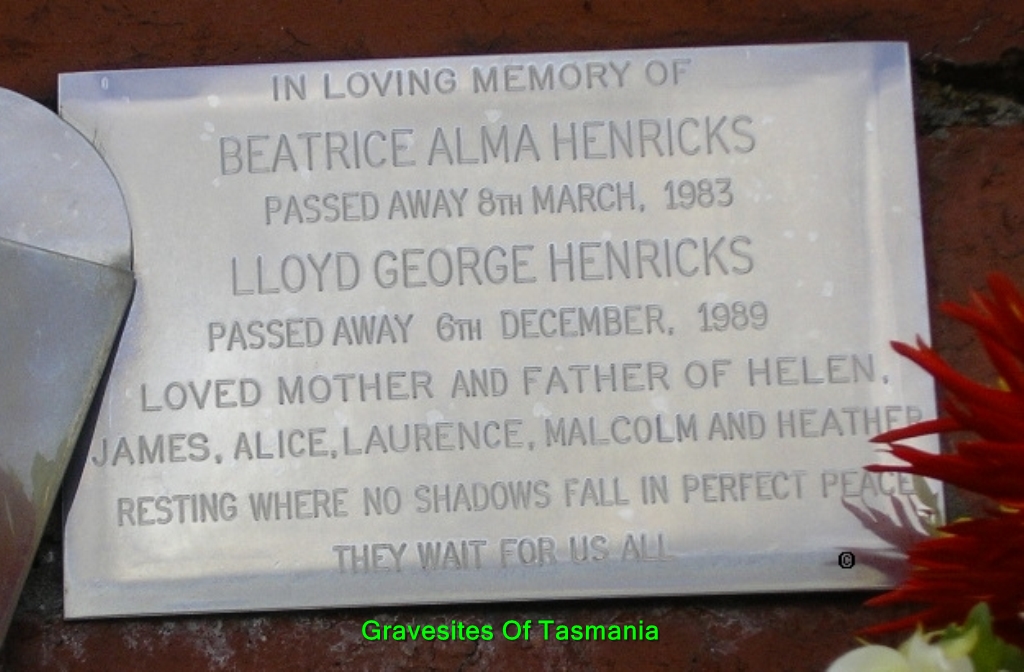 IN LOVING MEMORY OF
BEATRICE ALMA HENRICKS
PASSED AWAY 8TH MARCH, 1983
LLOYD GEORGE HENRICKS
PASSED AWAY 6TH DECEMBER, 1989
LOVED MOTHER AND FATHER OF HELEN,
JAMES, ALICE, LAURENCE, MALCOLM AND HEATHER
RESTING WHERE NO SHADOWS FALL IN PERFECT PEACE
THEY WAIT FOR US ALL
©
Gravesites Of Tasmania